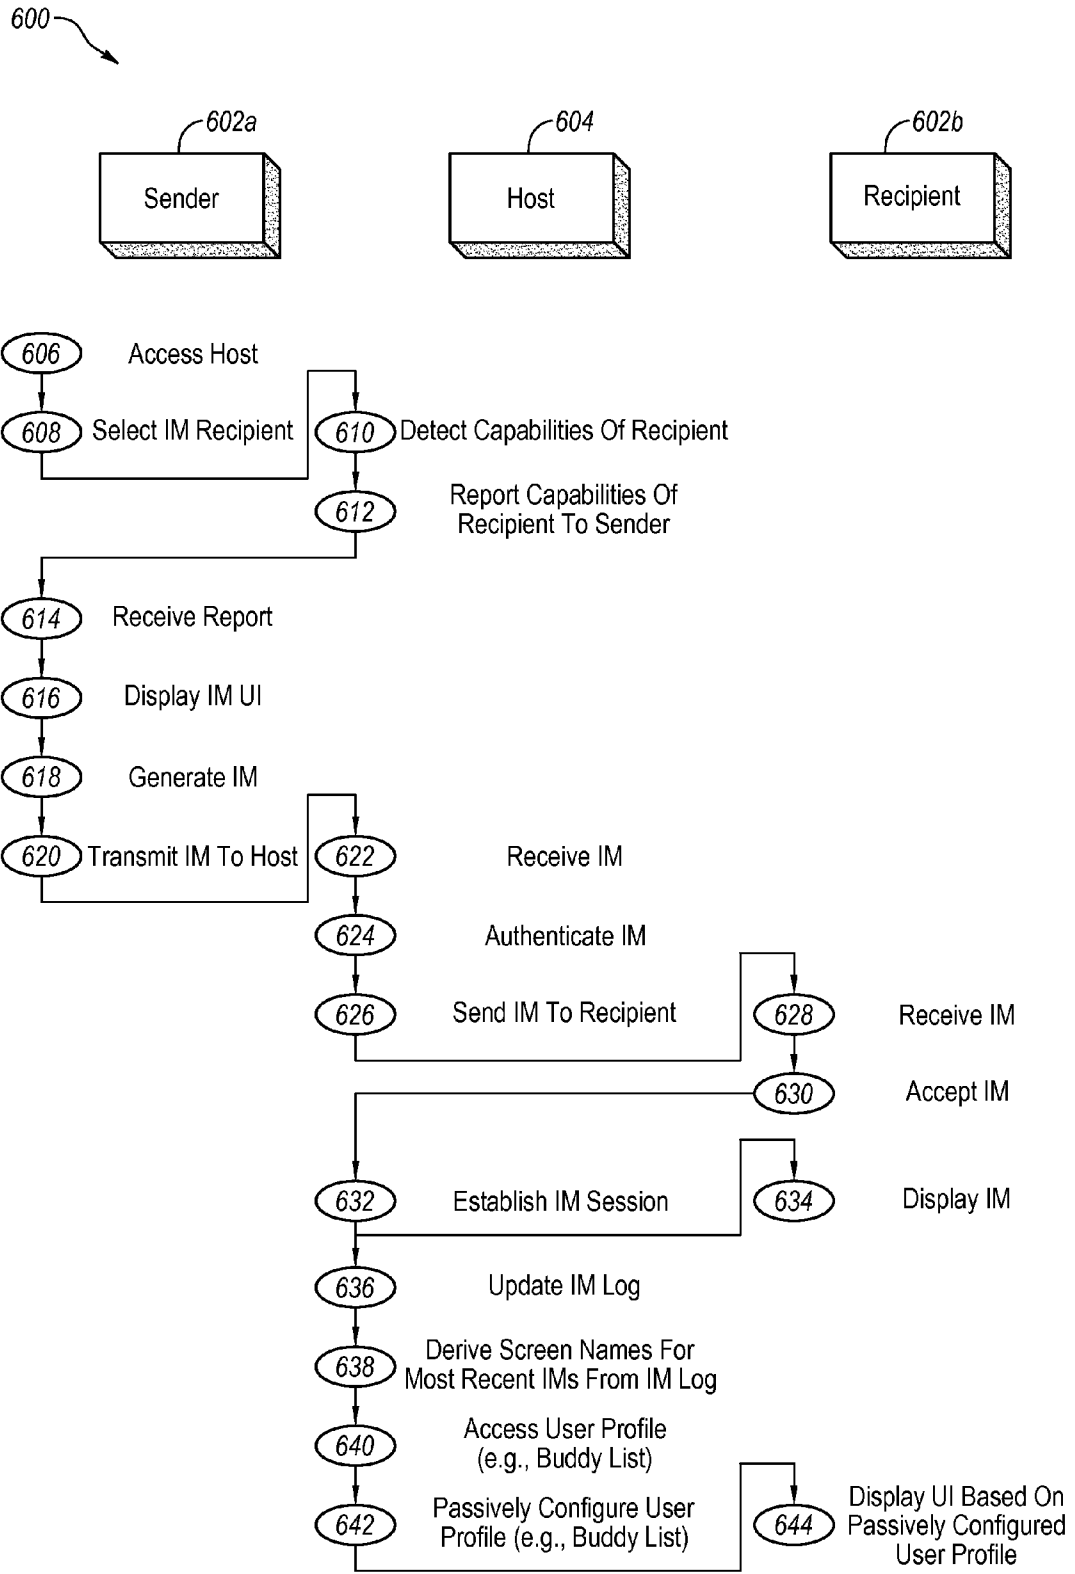 600
602a
604
602b
Sender
Host
Recipient
606 Access Host
608 Select IM Recipient 610 Detect Capabilities Of Recipient
612 Report Capabilities Of
Recipient To Sender
614 Receive Report
616 Display IM UI
618 Generate IM
620 Transmit IM To Host 622 Receive IM
624 Authenticate IM
626 Send IM To Recipient 628 Receive IM
630 Accept IM
632 Establish IM Session 634 Display IM
636 Update IM Log
638 Derive Screen Names For
Most Recent IMs From IM Log
640 Access User Profile
(e.g., Buddy List)
642 Passively Configure User
Profile (e.g., Buddy List)
644 Display UI Based On
Passively Configured
User Profile